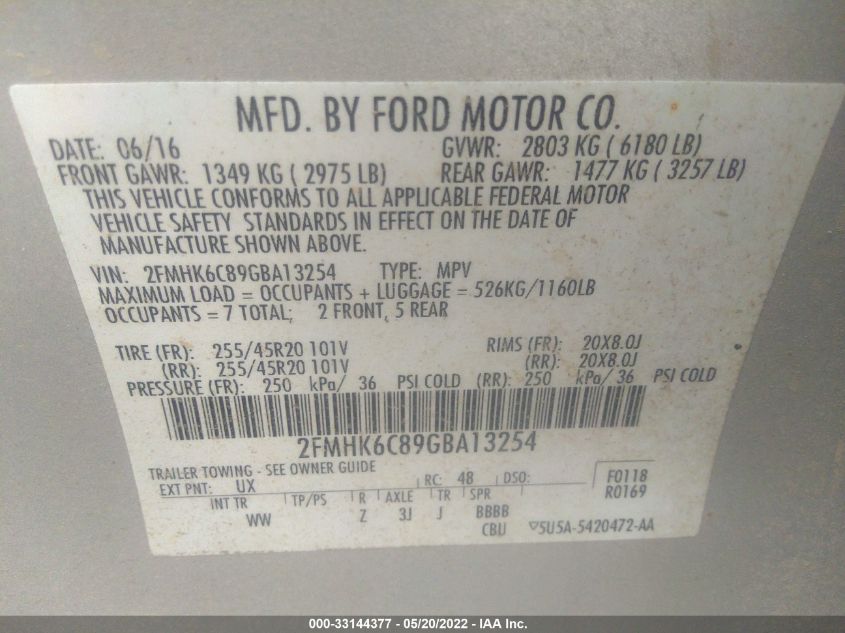 MFD. BY FORD MOTOR CO.
DATE: 06/16 GVWR: 2803 KG ( 6180 LB)
FRONT GAWR: 1349 KG ( 2975 LB) REAR GAWR: 1477 KG ( 3257 LB)
THIS VEHICLE CONFORMS TO ALL APPLICABLE FEDERAL MOTOR
VEHICLE SAFETY STANDARDS IN EFFECT ON THE DATE OF
MANUFACTURE SHOWN ABOVE.
VIN: 2FMHK6C89GBA13254 TYPE: MPV
MAXIMUM LOAD = OCCUPANTS + LUGGAGE = 526KG/1160LB
OCCUPANTS = 7 TOTAL; 2 FRONT, 5 REAR
TIRE (FR): 255/45R20 101V RIMS (FR): 20X8.0J
(RR): 255/45R20 101V (RR): 20X8.0J
PRESSURE (FR): 250 kPa/ 36 PSI COLD (RR): 250 kPa/ 36 PSI COLD
2FMHK6C89GBA13254
TRAILER TOWING - SEE OWNER GUIDE
EXT PNT: UX RC: 48 DSO: F0118
R0169
INT TR TP/PS R AXLE TR SPR
WW Z 3J J BBBB
CBU ▽5U5A-5420472-AA
000-33144377 - 05/20/2022 - IAA Inc.